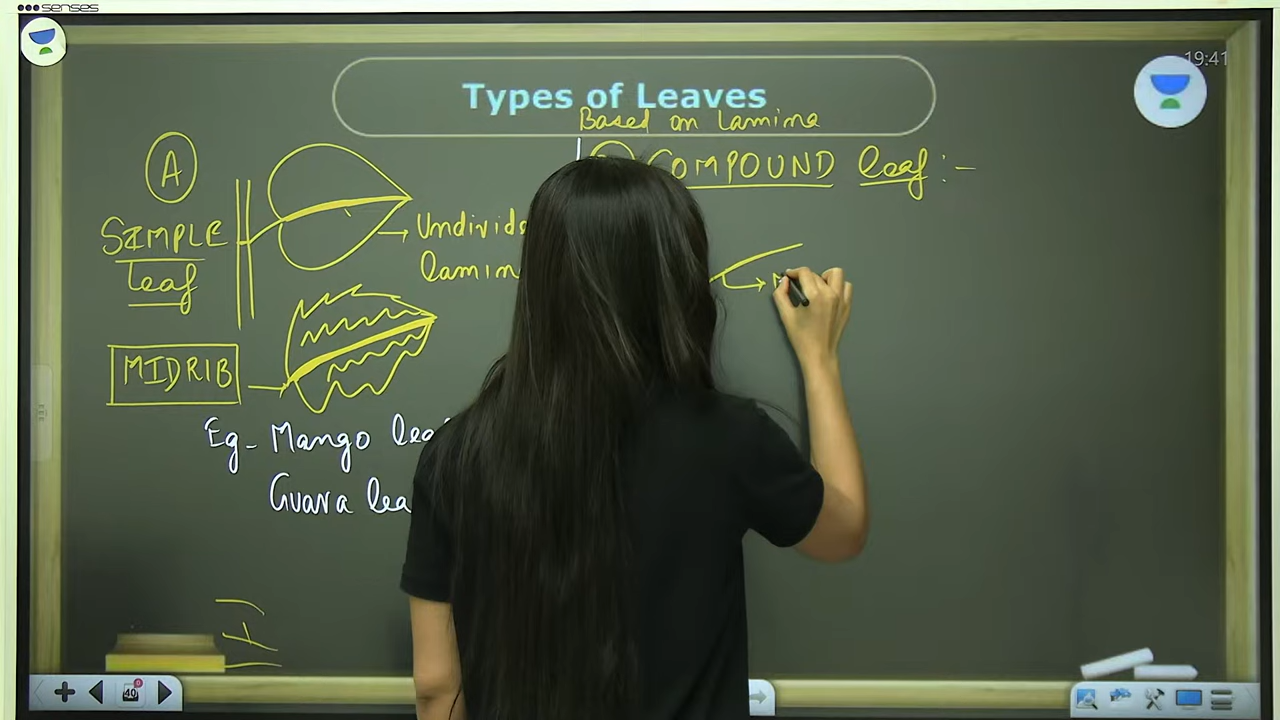 senses
19:41
Types of Leaves
Based on Lamina
A
SIMPLE
leaf
Undivide
lamin
MIDRIB
Eg- Mango lea
Guava lea
COMPOUND leaf :-
M
40